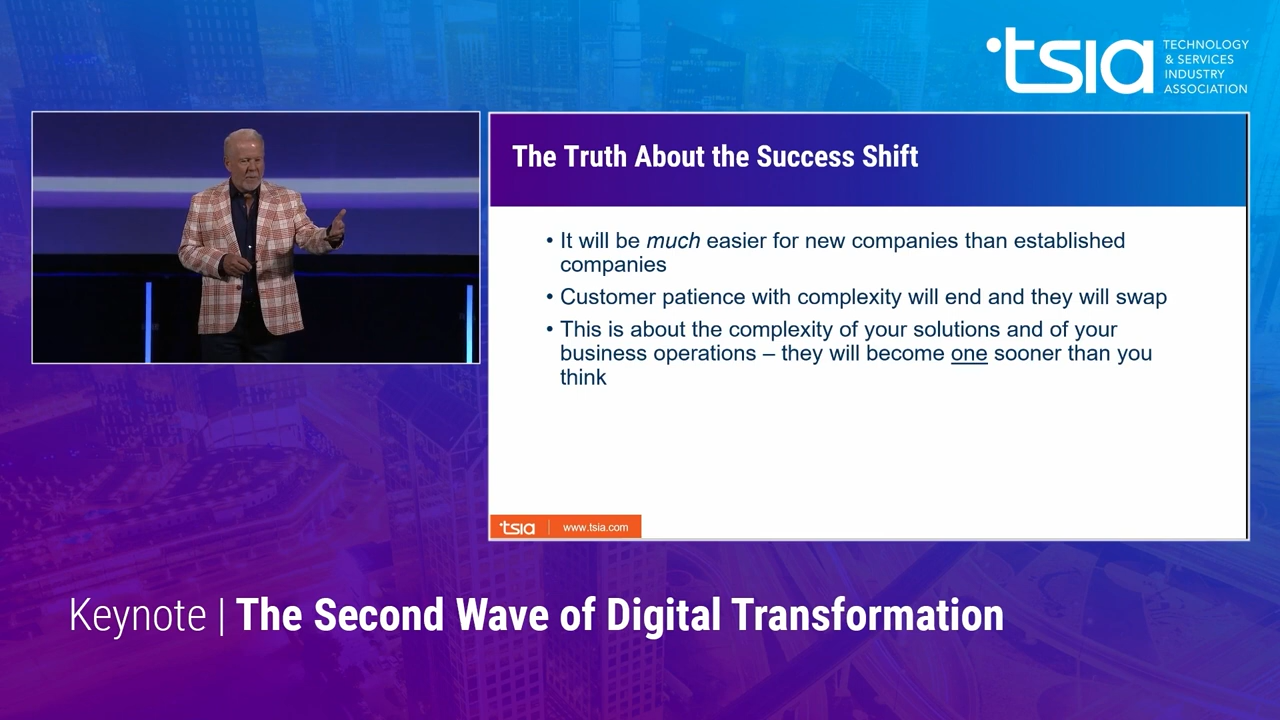 tsia
TECHNOLOGY
& SERVICES
INDUSTRY
ASSOCIATION
The Truth About the Success Shift
• It will be much easier for new companies than established
companies
• Customer patience with complexity will end and they will swap
• This is about the complexity of your solutions and of your
business operations – they will become one sooner than you
think
tsia | www.tsia.com
Keynote | The Second Wave of Digital Transformation